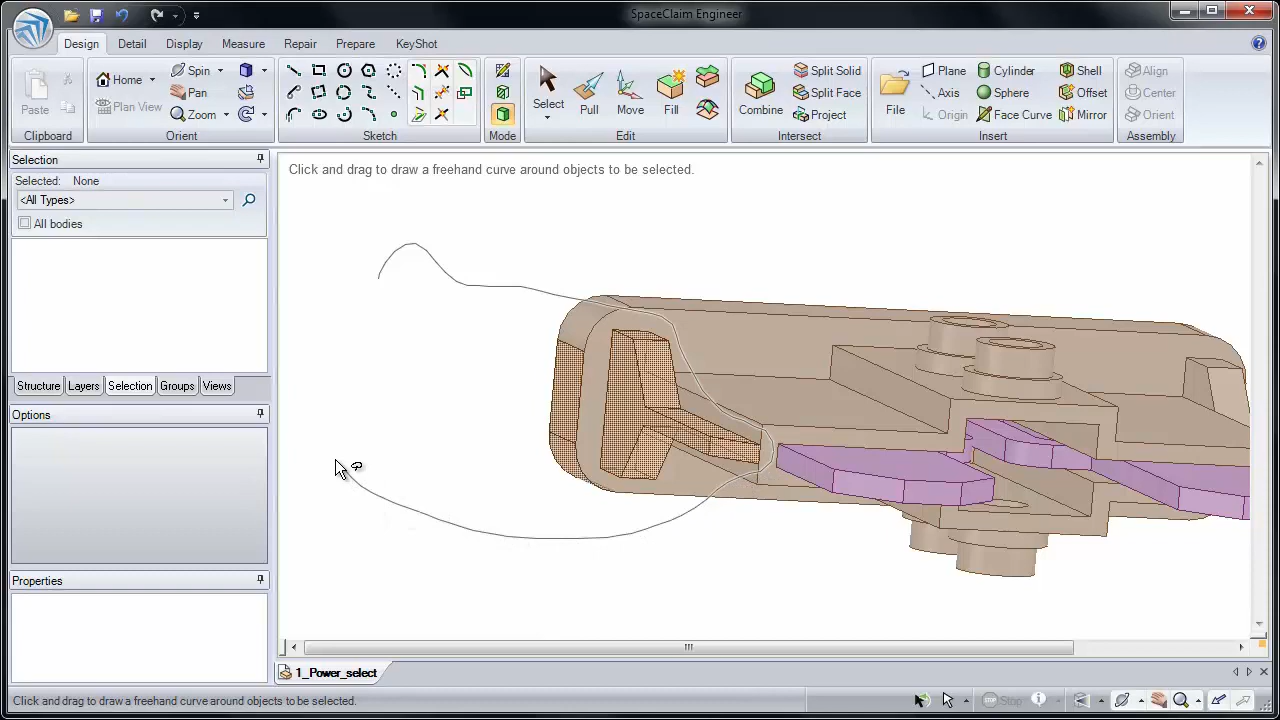 SpaceClaim Engineer
Design Detail Display Measure Repair Prepare KeyShot
Paste
Clipboard
Home Spin
Plan View Pan
Zoom
Orient
Sketch
Mode
Select Pull Move Fill
Edit
Combine
Split Solid
Split Face
Project
Intersect
File
Plane Cylinder Shell
Axis Sphere Offset
Origin Face Curve Mirror
Insert
Align
Center
Orient
Assembly
Selection
Selected: None
<All Types>
All bodies
Structure Layers Selection Groups Views
Options
Properties
Click and drag to draw a freehand curve around objects to be selected.
1_Power_select
Click and drag to draw a freehand curve around objects to be selected.
Stop